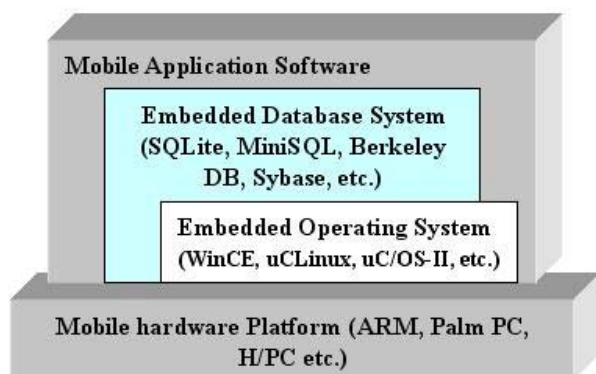 Mobile Application Software
Embedded Database System
(SQLite, MiniSQL, Berkeley
DB, Sybase, etc.)
Embedded Operating System
(WinCE, uCLinux, uC/OS-II, etc.)
Mobile hardware Platform (ARM, Palm PC,
H/PC etc.)